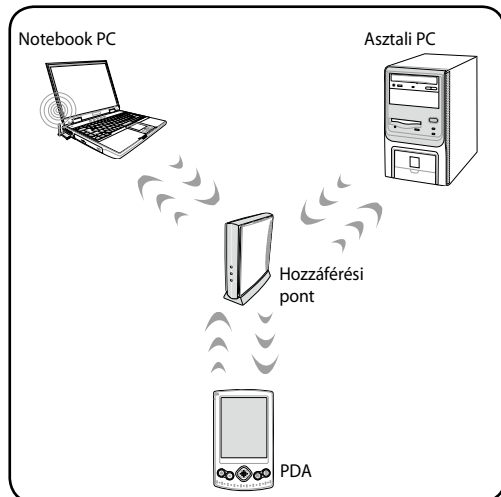 Notebook PC
Asztali PC
Hozzáférési
pont
PDA